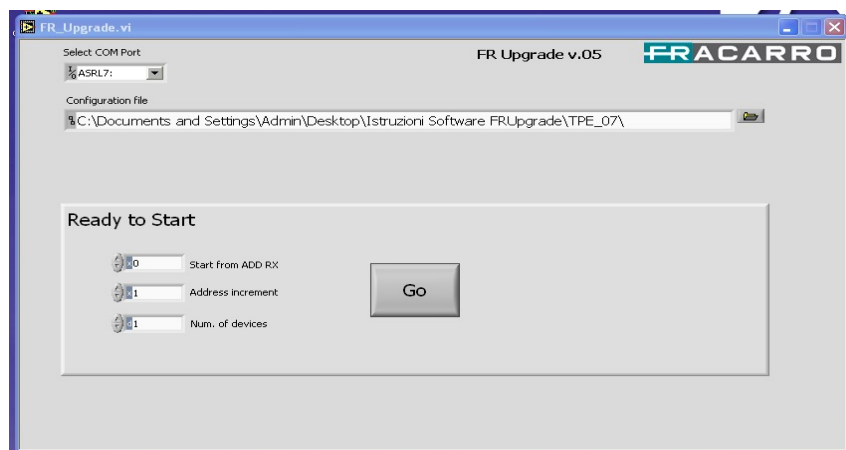 FR_Upgrade.vi
Select COM Port
FR Upgrade v.05
FRACARRO
ASRL7:
Configuration file
C:\Documents and Settings\Admin\Desktop\Istruzioni Software FRUpgrade\TPE_07\
Ready to Start
0 Start from ADD RX
1 Address increment
Go
1 Num. of devices